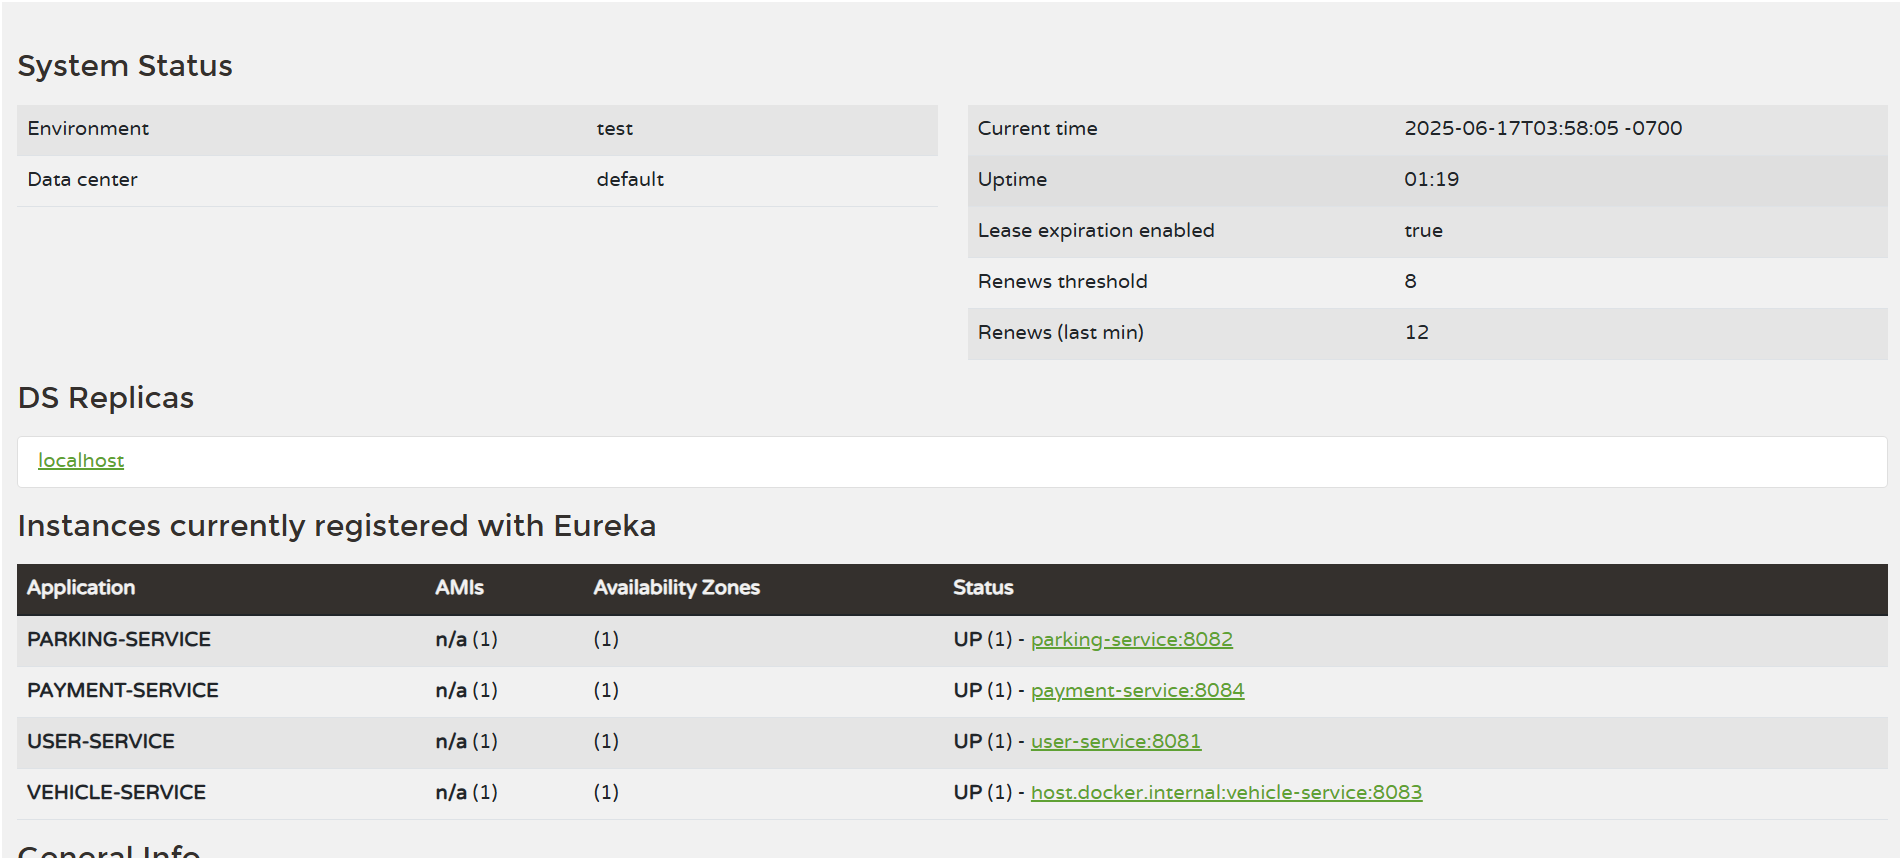 System Status
Environment test
Data center default
Current time 2025-06-17T03:58:05 -0700
Uptime 01:19
Lease expiration enabled true
Renews threshold 8
Renews (last min) 12
DS Replicas
localhost
Instances currently registered with Eureka
Application AMIs Availability Zones Status
PARKING-SERVICE n/a (1) (1) UP (1) - parking-service:8082
PAYMENT-SERVICE n/a (1) (1) UP (1) - payment-service:8084
USER-SERVICE n/a (1) (1) UP (1) - user-service:8081
VEHICLE-SERVICE n/a (1) (1) UP (1) - host.docker.internal:vehicle-service:8083
General Info